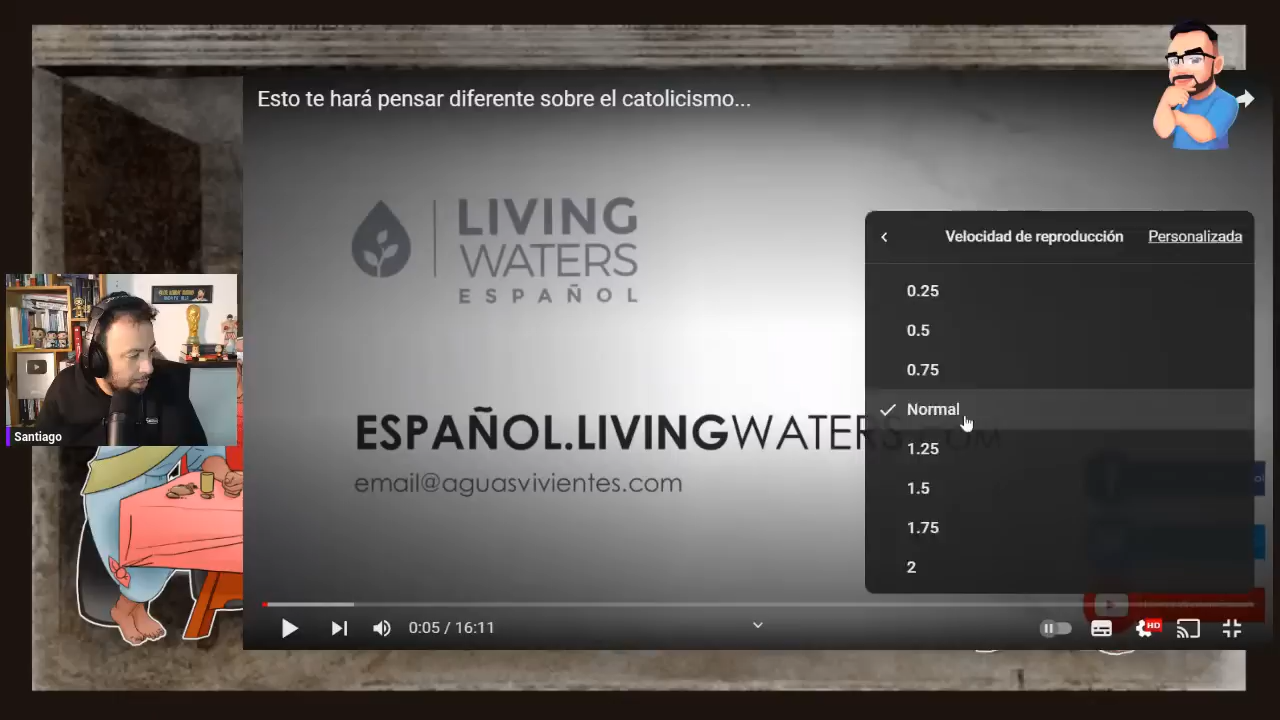 Esto te hará pensar diferente sobre el catolicismo...
LIVING
WATERS
ESPAÑOL
Velocidad de reproducción
Personalizada
0.25
0.5
0.75
Normal
1.25
1.5
1.75
2
ESPAÑOL.LIVINGWATERS.COM
email@aguasvivientes.com
Santiago
0:05 / 16:11
HD